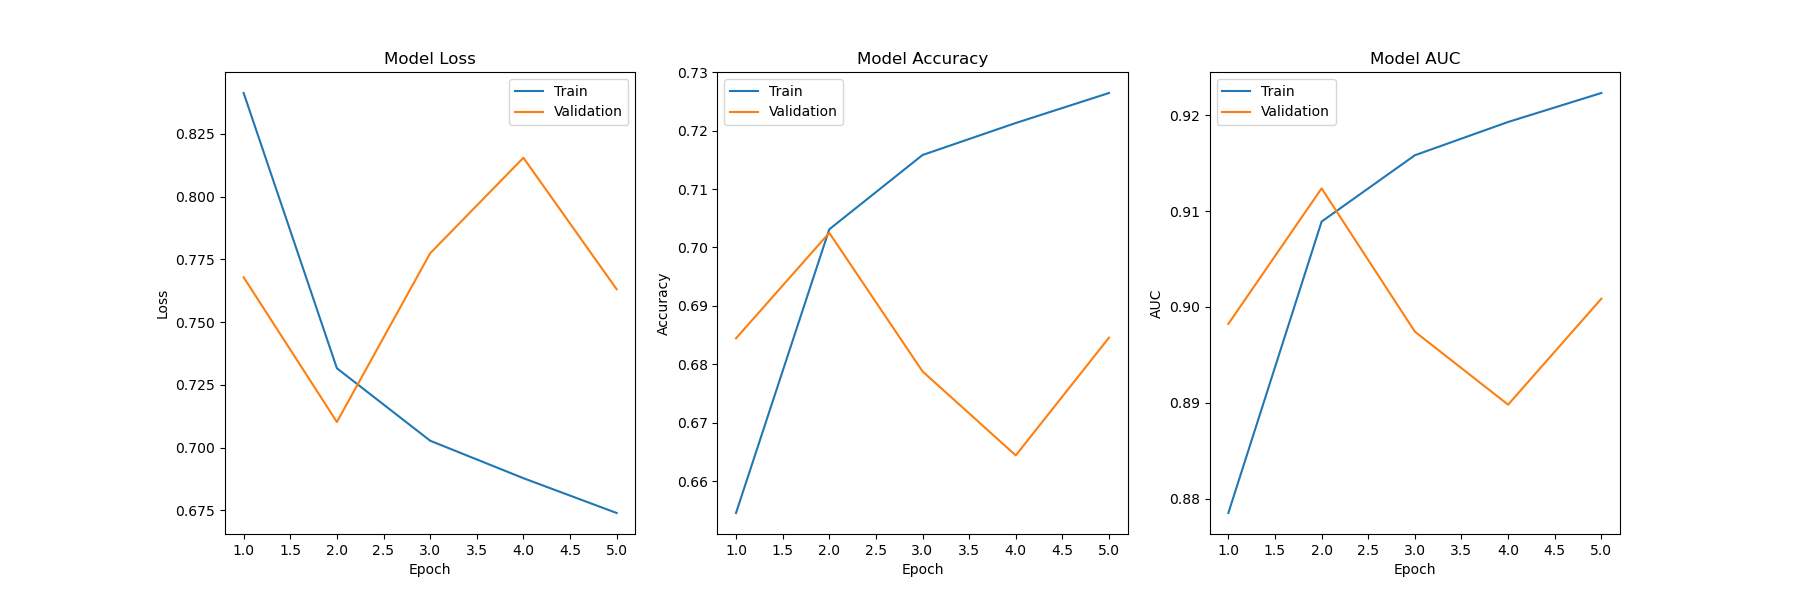 Model Loss
Train
Validation
0.825
0.800
0.775
0.750
0.725
0.700
0.675
Loss
1.0 1.5 2.0 2.5 3.0 3.5 4.0 4.5 5.0
Epoch
Model Accuracy
Train
Validation
0.73
0.72
0.71
0.70
0.69
0.68
0.67
0.66
Accuracy
1.0 1.5 2.0 2.5 3.0 3.5 4.0 4.5 5.0
Epoch
Model AUC
Train
Validation
0.92
0.91
0.90
0.89
0.88
AUC
1.0 1.5 2.0 2.5 3.0 3.5 4.0 4.5 5.0
Epoch